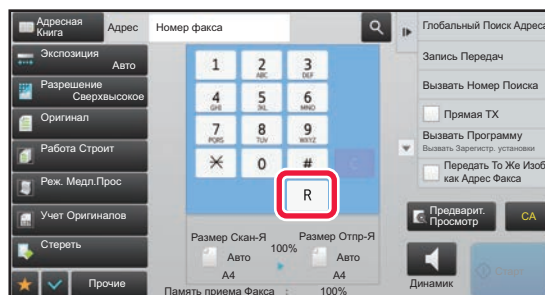 Адресная
Книга
Адрес
Номер факса
Глобальный Поиск Адреса
Экспозиция
Авто
Запись Передач
Разрешение
Сверхвысокое
Вызвать Номер Поиска
Оригинал
Прямая TX
Работа Строит
Вызвать Программу
Вызвать Зарегистр. установки
Реж. Медл.Прос
Передать То Же Изоб
как Адрес Факса
Учет Оригиналов
Предварит.
Просмотр
CA
Стереть
Прочие
1
2
ABC
3
DEF
4
GHI
5
JKL
6
MNO
7
PQRS
8
TUV
9
WXYZ
0
#
C
R
Размер Скан-Я
100%
Размер Отпр-Я
Авто
A4
Авто
A4
Память приема Факса : 100%
Динамик
Старт